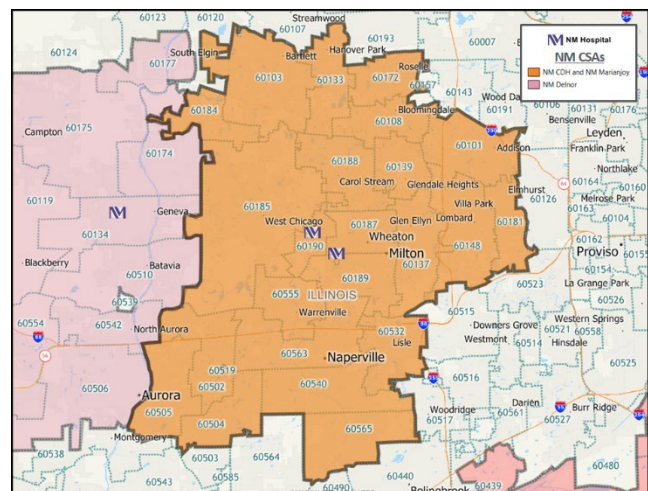 60123
60120
Streamwood
60107
60193
60007
60124
60177
South Elgin
Bartlett
Hanover Park
Roselle
60103
60133
60172
60157
60143
Wood Da
60191
60106
60131
60176
Bensenville
60184
60108
Bloomingdale
60101
Addison
Leyden
Franklin Park
60164
Northlake
Campton
60175
60174
60188
60139
Carol Stream
Glendale Heights
Elmhurst
60126
60160
60163
Melrose Park
60119
60185
Villa Park
60181
60104
Geneva
60134
West Chicago
60190
60187
Glen Ellyn
Lombard
Wheaton
Milton
60148
60162
Proviso
60155
60154
Blackberry
Batavia
60510
60137
60189
60523
La Grange Park
60526
60539
ILLINOIS
60555
Warrenville
60515
Western Springs
60554
60542
North Aurora
60532
Lisle
Downers Grove
Westmont
60521
60558
60514
Hinsdale
60563
Naperville
60525
60519
60502
60540
60516
60506
Aurora
60505
60504
60565
Woodridge
60517
Darien
60561
Burr Ridge
60527
Montgomery
60538
60503
60564
60543
60585
60490
60440
Bolingbrook
60439
60480
NM Hospital
NM CSAs
NM CDH and NM Marianjoy
NM Delnor